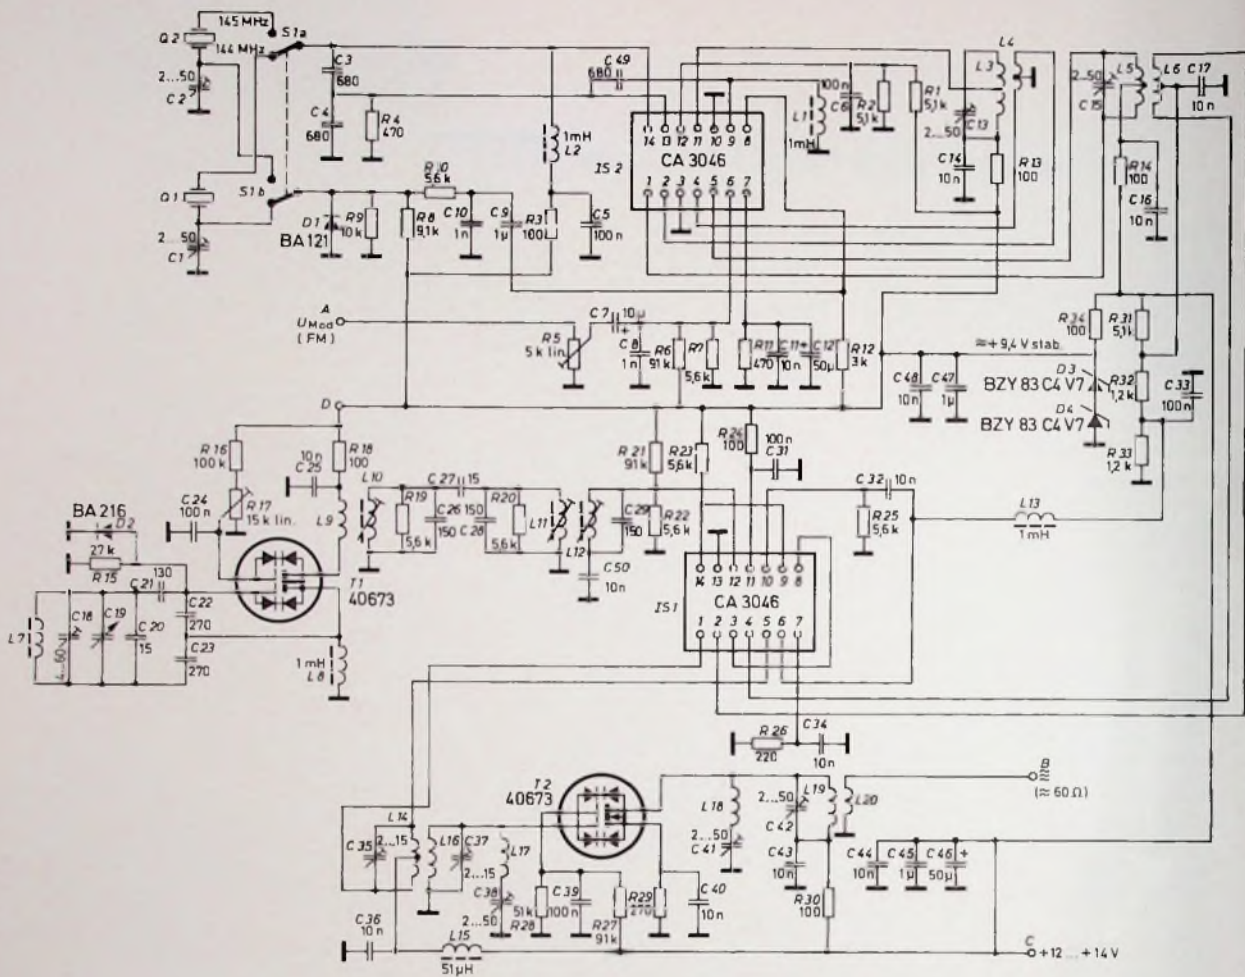 145 MHz
S1a
Q2
144 MHz
2...50
C2
C3
680
C4
680
R4
470
C49
680
1mH
L2
100n
C6
R2
5,1k
R1
5,1k
L1
1mH
L3
L4
2...50
C13
C14
10n
R13
100
2...50
C15
L5
L6
C17
10n
R14
100
C16
10n
IS2
14 13 12 11 10 9 8
CA 3046
1 2 3 4 5 6 7
Q1
2...50
C1
S1b
D1
BA121
R9
10k
R8
9,1k
R10
5,6k
C10
1n
C9
1µ
R3
100
C5
100n
A
UMod
(FM)
R5
5k lin.
C7
10µ
+
C8
1n
R6
91k
R7
5,6k
R11
470
C11
10n
+
C12
50µ
R12
3k
≈+9,4V stab.
C48
10n
C47
1µ
R34
100
R31
5,1k
D3
BZY 83 C4 V7
D4
BZY 83 C4 V7
R32
1,2k
C33
100n
R33
1,2k
D
R16
100k
10n
C25
R18
100
C24
100n
R17
15k lin.
L9
L10
R19
5,6k
C27
15
C26
150
150
C28
R20
5,6k
L11
L12
C29
150
C50
10n
R21
91k
R22
5,6k
R23
5,6k
R24
100
100n
C31
C32
10n
R25
5,6k
L13
1mH
BA216
D2
27k
R15
C21
130
T1
40673
C22
270
C23
270
L7
C18
4...60
C19
C20
15
1mH
L8
IS1
14 13 12 11 10 9 8
CA 3046
1 2 3 4 5 6 7
R26
220
C34
10n
T2
40673
L14
C35
2...15
L16
C37
2...15
L17
C38
2...50
51k
R28
C39
100n
R27
91k
R29
270
C40
10n
L18
2...50
C41
2...50
C42
L19
L20
B
(≈60Ω)
C43
10n
R30
100
C44
10n
C45
1µ
C46
+
50µ
C36
10n
L15
51µH
C
+12...+14V